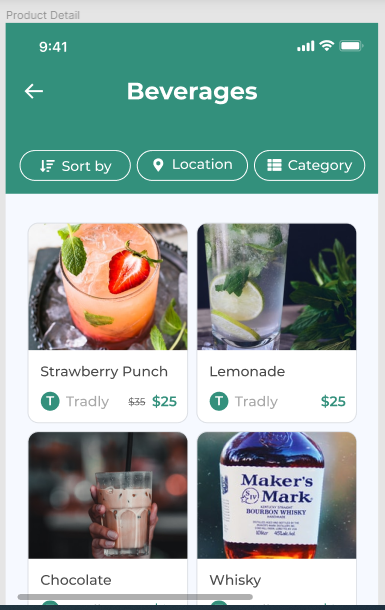 Product Detail
9:41
Beverages
Sort by
Location
Category
Strawberry Punch
T Tradly $35 $25
Lemonade
T Tradly $25
Maker's
SIV Mark
BOURBON WHISKY
Chocolate
Whisky